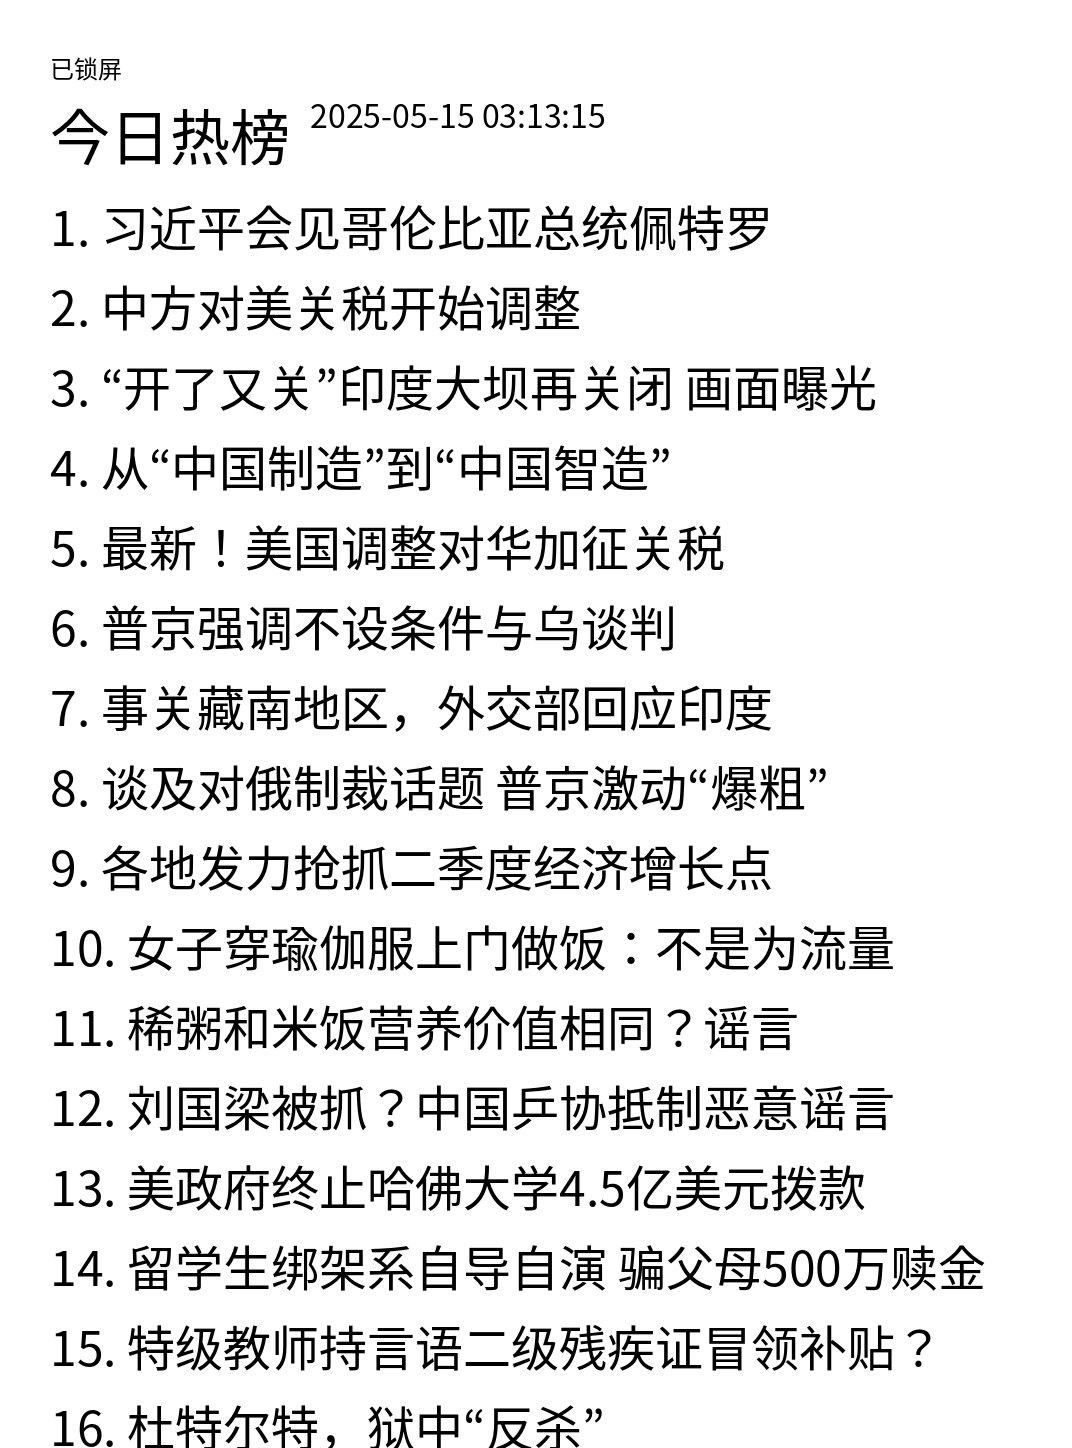 已锁屏
今日热榜 2025-05-15 03:13:15
1. 习近平会见哥伦比亚总统佩特罗
2. 中方对美关税开始调整
3. “开了又关”印度大坝再关闭 画面曝光
4. 从“中国制造”到“中国智造”
5. 最新！美国调整对华加征关税
6. 普京强调不设条件与乌谈判
7. 事关藏南地区，外交部回应印度
8. 谈及对俄制裁话题 普京激动“爆粗”
9. 各地发力抢抓二季度经济增长点
10. 女子穿瑜伽服上门做饭：不是为流量
11. 稀粥和米饭营养价值相同？谣言
12. 刘国梁被抓？中国乒协抵制恶意谣言
13. 美政府终止哈佛大学4.5亿美元拨款
14. 留学生绑架系自导自演 骗父母500万赎金
15. 特级教师持言语二级残疾证冒领补贴？
16. 杜特尔特，狱中“反杀”